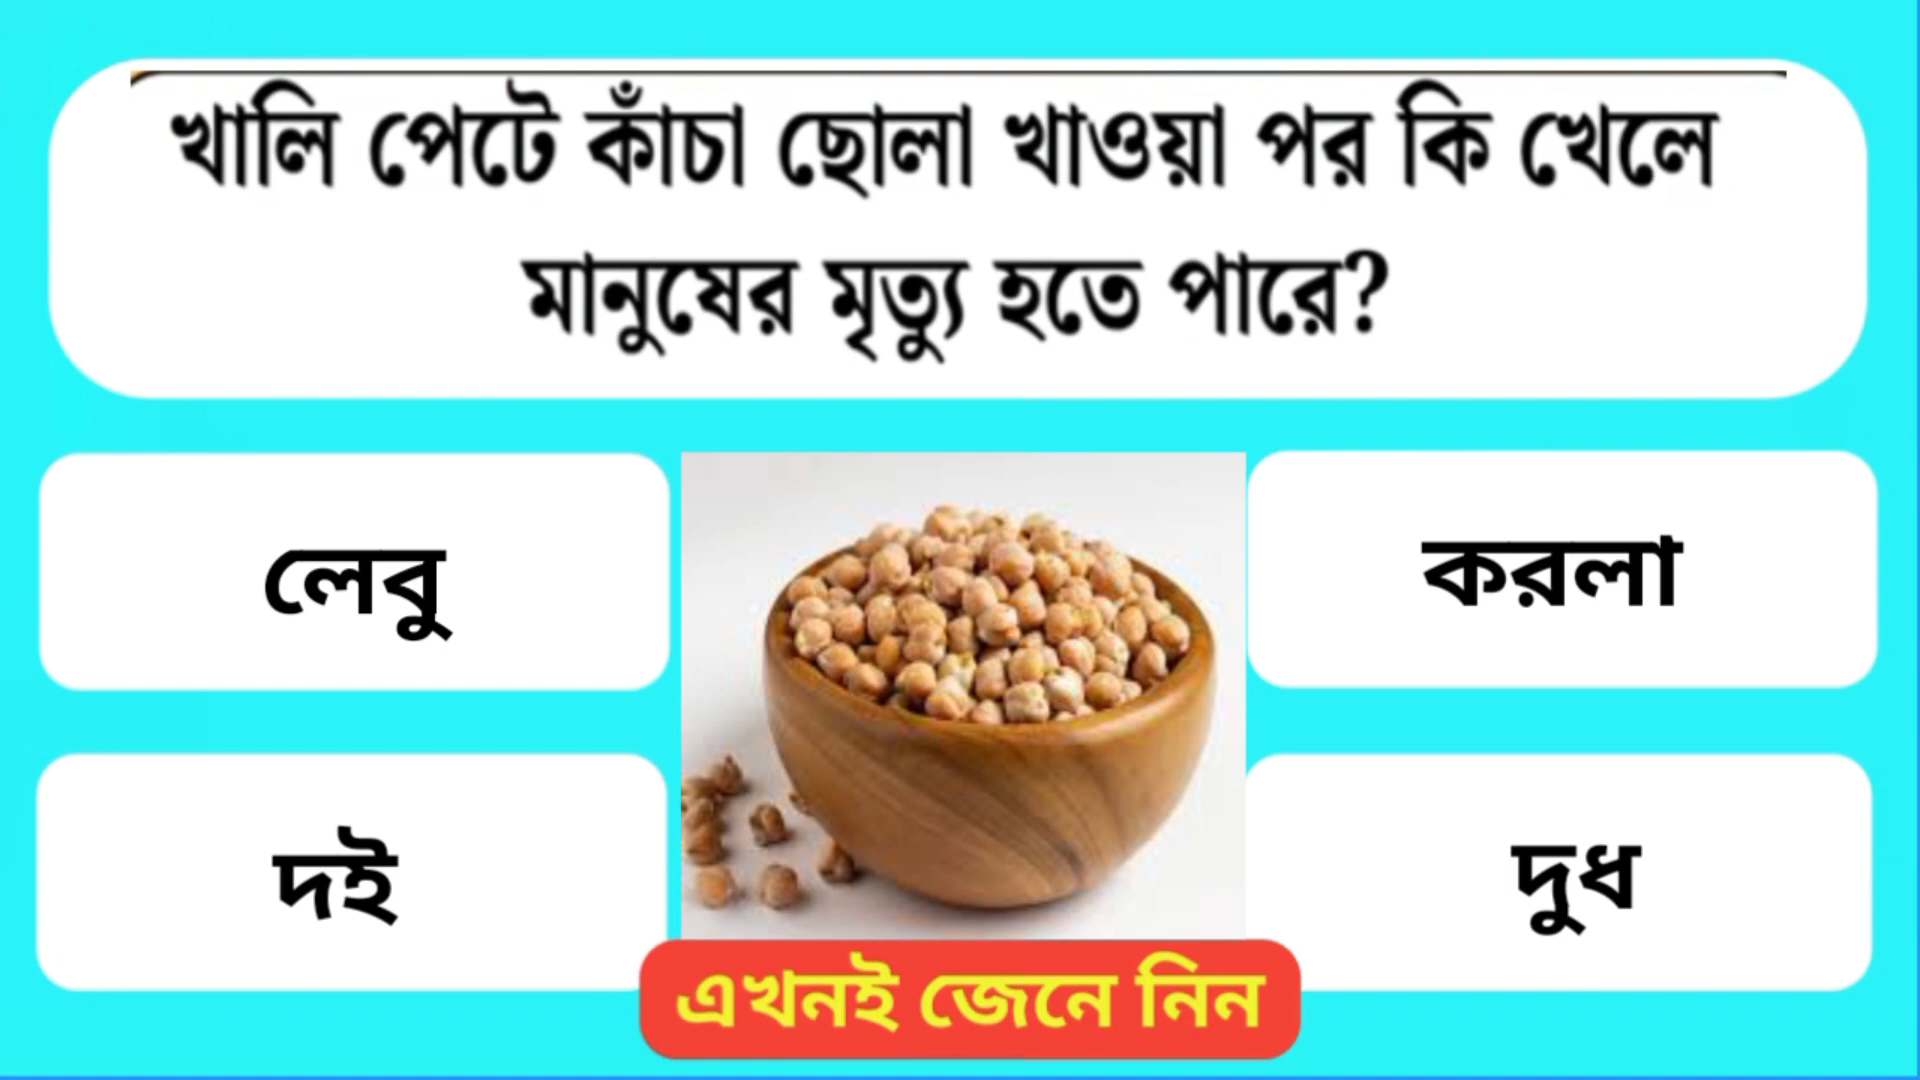 খালি পেটে কাঁচা ছোলা খাওয়া পর কি খেলে
মানুষের মৃত্যু হতে পারে?
লেবু
করলা
দই
দুধ
এখনই জেনে নিন